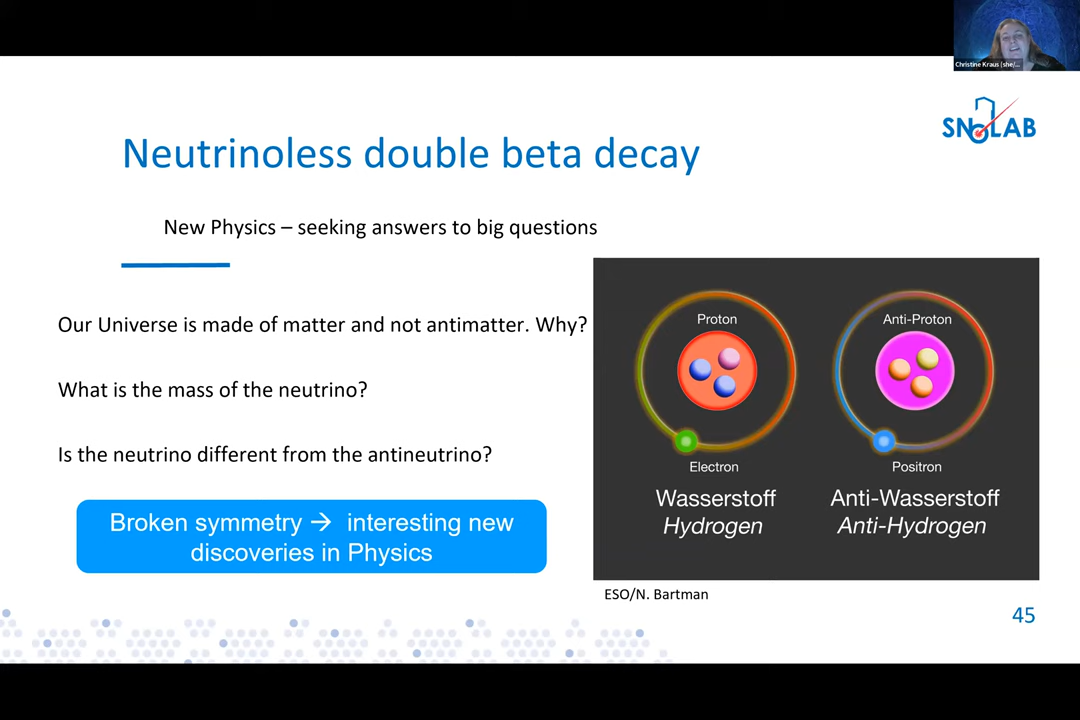 Christine Kraus (she/...
SNOLAB
Neutrinoless double beta decay
New Physics – seeking answers to big questions
Our Universe is made of matter and not antimatter. Why?
What is the mass of the neutrino?
Is the neutrino different from the antineutrino?
Broken symmetry → interesting new
discoveries in Physics
Proton
Anti-Proton
Electron
Positron
Wasserstoff
Hydrogen
Anti-Wasserstoff
Anti-Hydrogen
ESO/N. Bartman
45